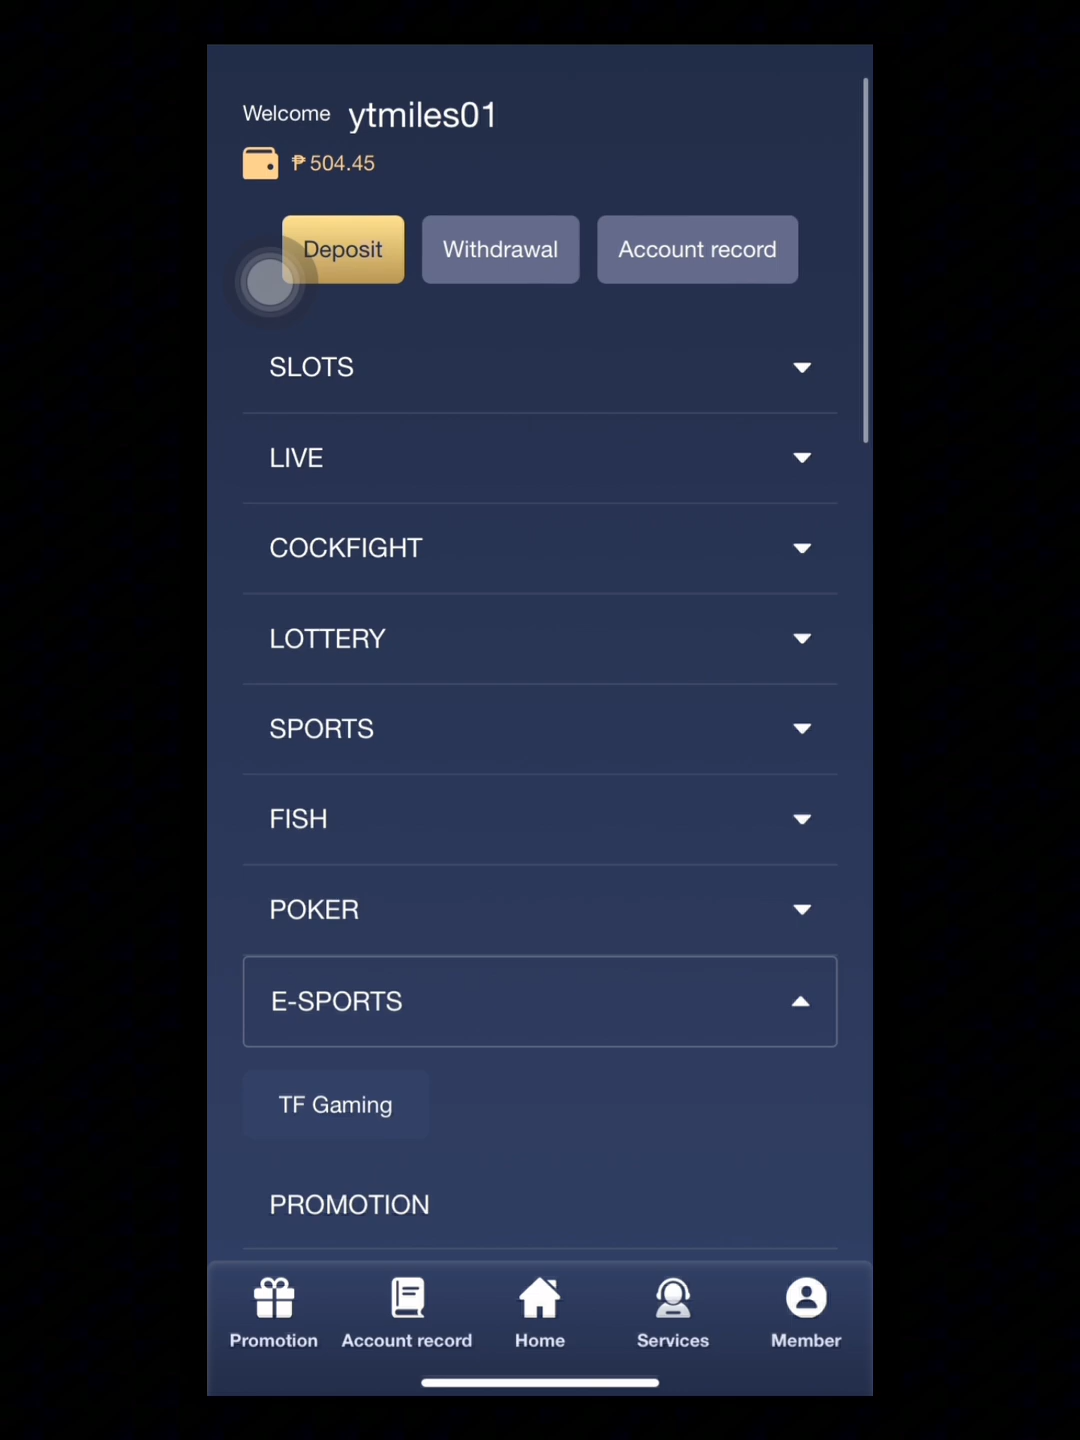 Welcome ytmiles01
₱ 504.45
Deposit Withdrawal Account record
SLOTS
LIVE
COCKFIGHT
LOTTERY
SPORTS
FISH
POKER
E-SPORTS
TF Gaming
PROMOTION
Promotion Account record Home Services Member